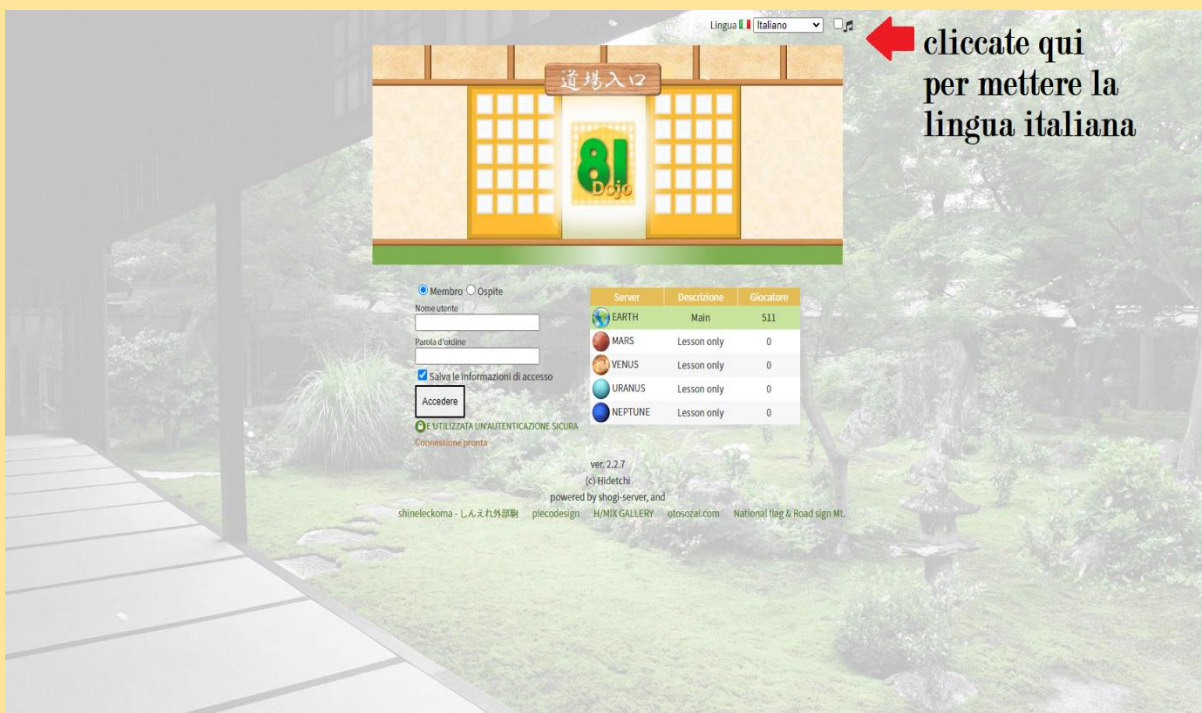 Lingua Italiano
cliccate qui
per mettere la
lingua italiana
道場入口
81
Dojo
Membro Ospite
Nome utente
Parola d'ordine
Salva le informazioni di accesso
Accedere
E UTILIZZATA UN'AUTENTICAZIONE SICURA
Connessione pronta
Server Descrizione Giocatore
EARTH Main 511
MARS Lesson only 0
VENUS Lesson only 0
URANUS Lesson only 0
NEPTUNE Lesson only 0
ver. 2.2.7
(c) Hidetchi
powered by shogi-server, and
shineleckoma - しんえれ外部駒 piecodesign H/MIX GALLERY otosozai.com National flag & Road sign Mt.